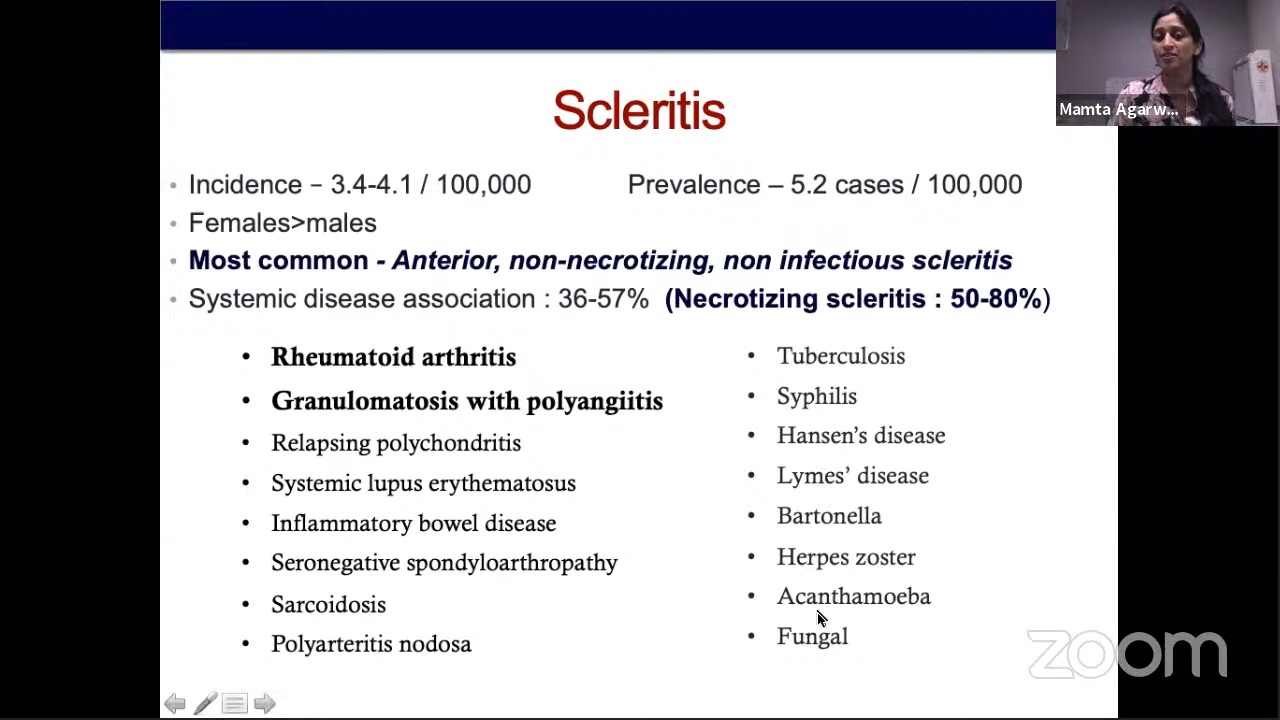 Scleritis
Mamta Agarw...
• Incidence – 3.4-4.1 / 100,000 Prevalence – 5.2 cases / 100,000
• Females>males
• Most common - Anterior, non-necrotizing, non infectious scleritis
• Systemic disease association : 36-57% (Necrotizing scleritis : 50-80%)
• Rheumatoid arthritis
• Granulomatosis with polyangiitis
• Relapsing polychondritis
• Systemic lupus erythematosus
• Inflammatory bowel disease
• Seronegative spondyloarthropathy
• Sarcoidosis
• Polyarteritis nodosa
• Tuberculosis
• Syphilis
• Hansen’s disease
• Lymes’ disease
• Bartonella
• Herpes zoster
• Acanthamoeba
• Fungal
zoom